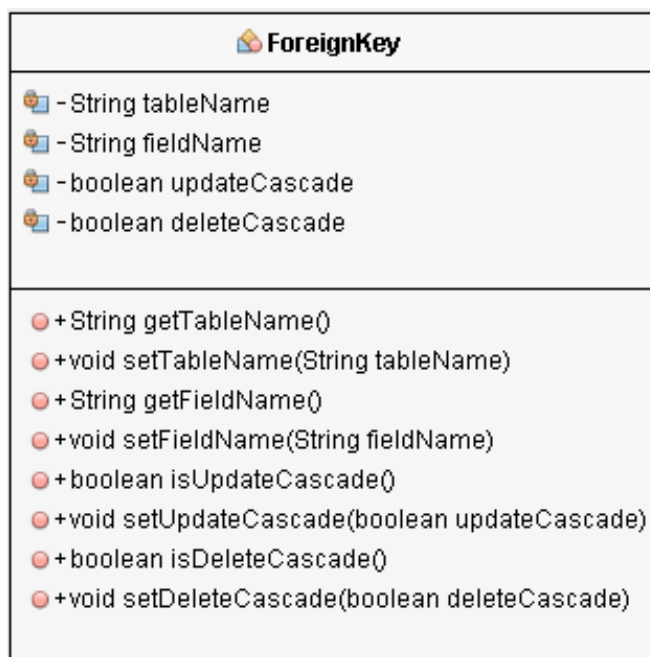 ForeignKey
-String tableName
-String fieldName
-boolean updateCascade
-boolean deleteCascade
+String getTableName()
+void setTableName(String tableName)
+String getFieldName()
+void setFieldName(String fieldName)
+boolean isUpdateCascade()
+void setUpdateCascade(boolean updateCascade)
+boolean isDeleteCascade()
+void setDeleteCascade(boolean deleteCascade)